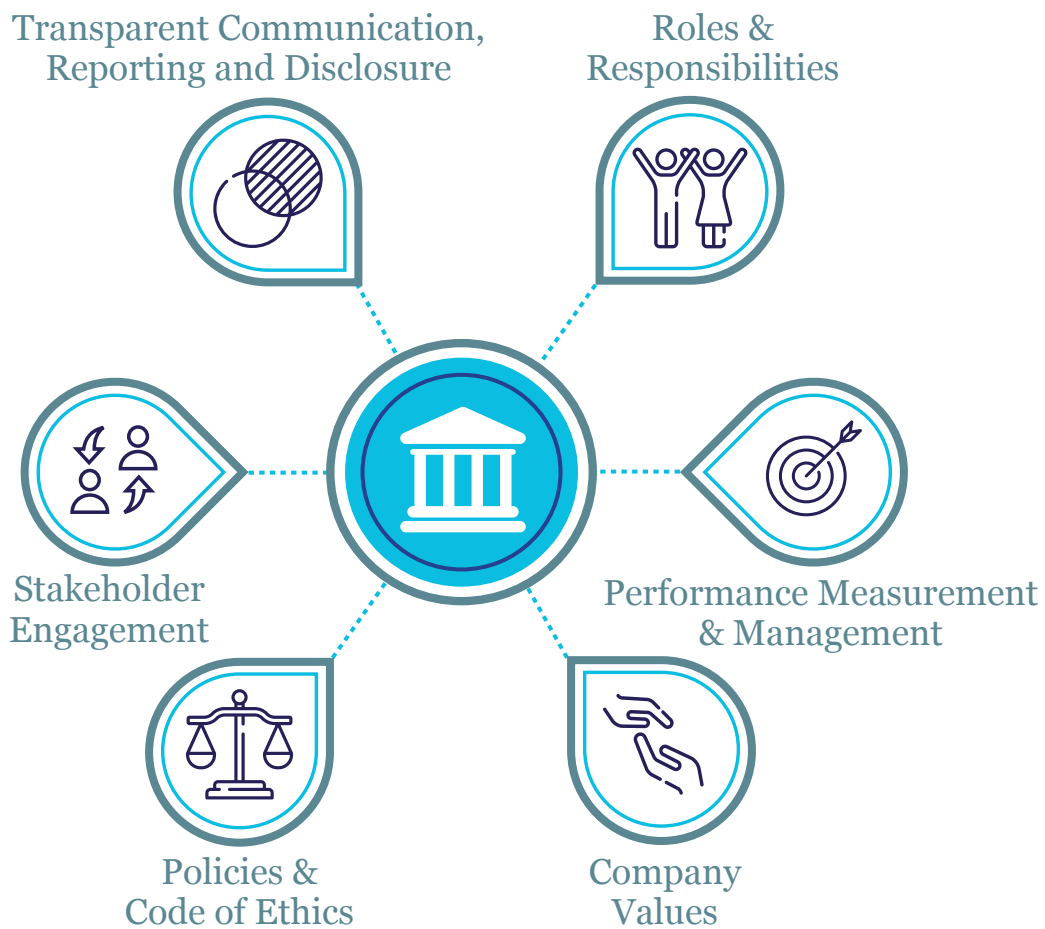 Transparent Communication,
Reporting and Disclosure
Roles &
Responsibilities
Stakeholder
Engagement
Performance Measurement
& Management
Policies &
Code of Ethics
Company
Values